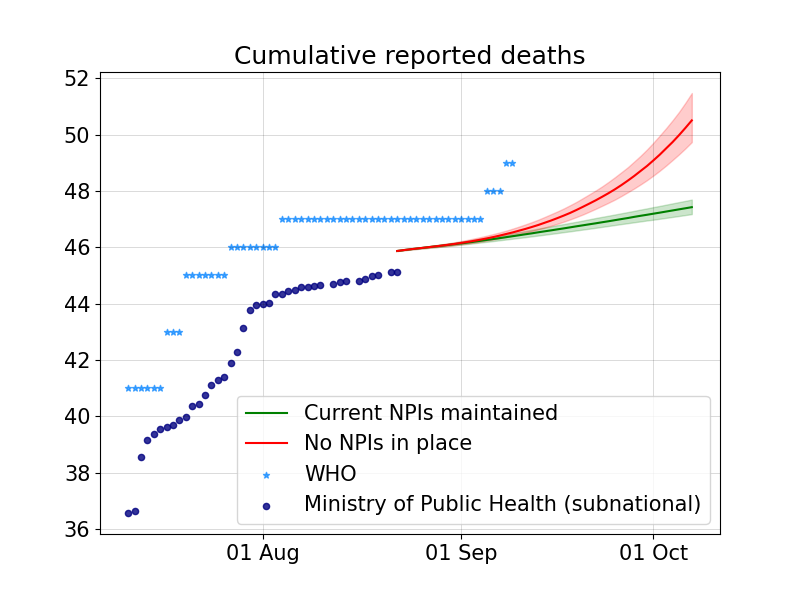 Cumulative reported deaths
52
50
48
46
44
42
40
38
36
Current NPIs maintained
No NPIs in place
WHO
Ministry of Public Health (subnational)
01 Aug
01 Sep
01 Oct